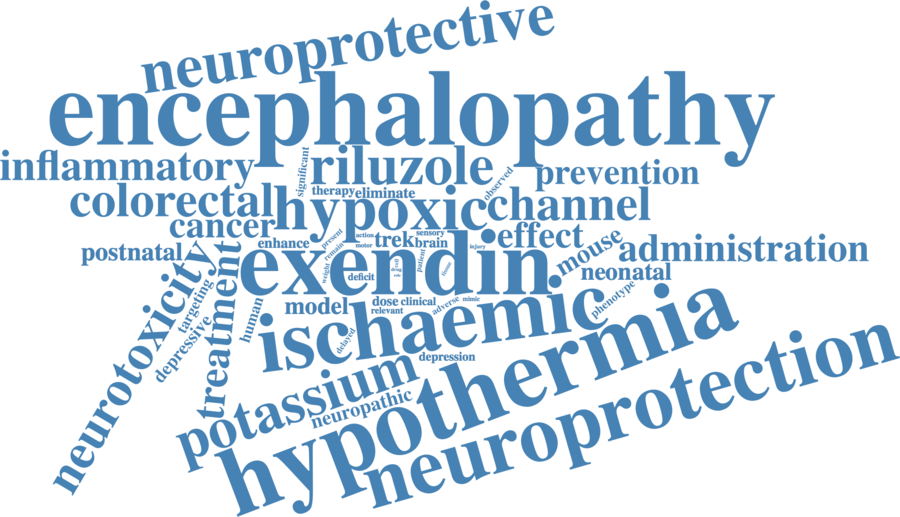 neuroprotective
encephalopathy
inflammatory
significant
riluzole
observed
prevention
therapy
eliminate
colorectal
hypoxic
channel
cancer
enhance
present
action
motor
trek
sensory
brain
injury
effect
mouse
administration
postnatal
neurotoxicity
targeting
depressive
treatment
human
exendin
weight
remain
deficit
cell
drug
patient
tissue
neonatal
phenotype
model
dose
clinical
relevant
adverse
mimic
ischaemic
delayed
depression
potassium
neuropathic
hypothermia
neuroprotection